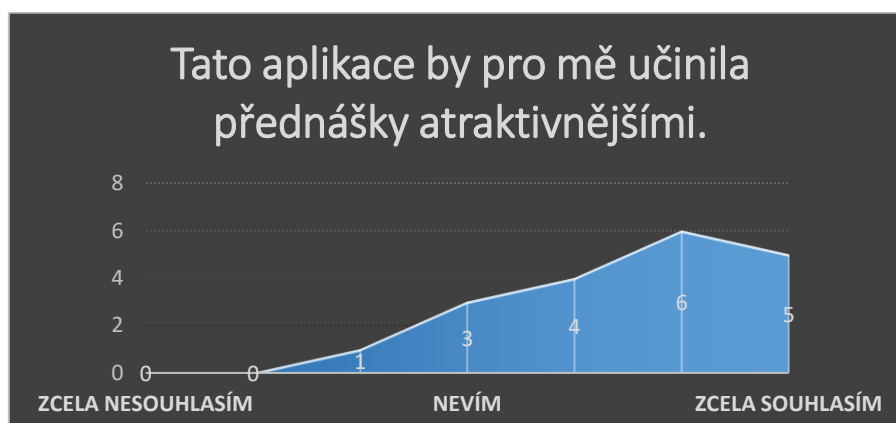 Tato aplikace by pro mě učinila
přednášky atraktivnějšími.
8
6
4
2
0
0 0 1 3 4 6 5
ZCELA NESOUHLASÍM NEVÍM ZCELA SOUHLASÍM